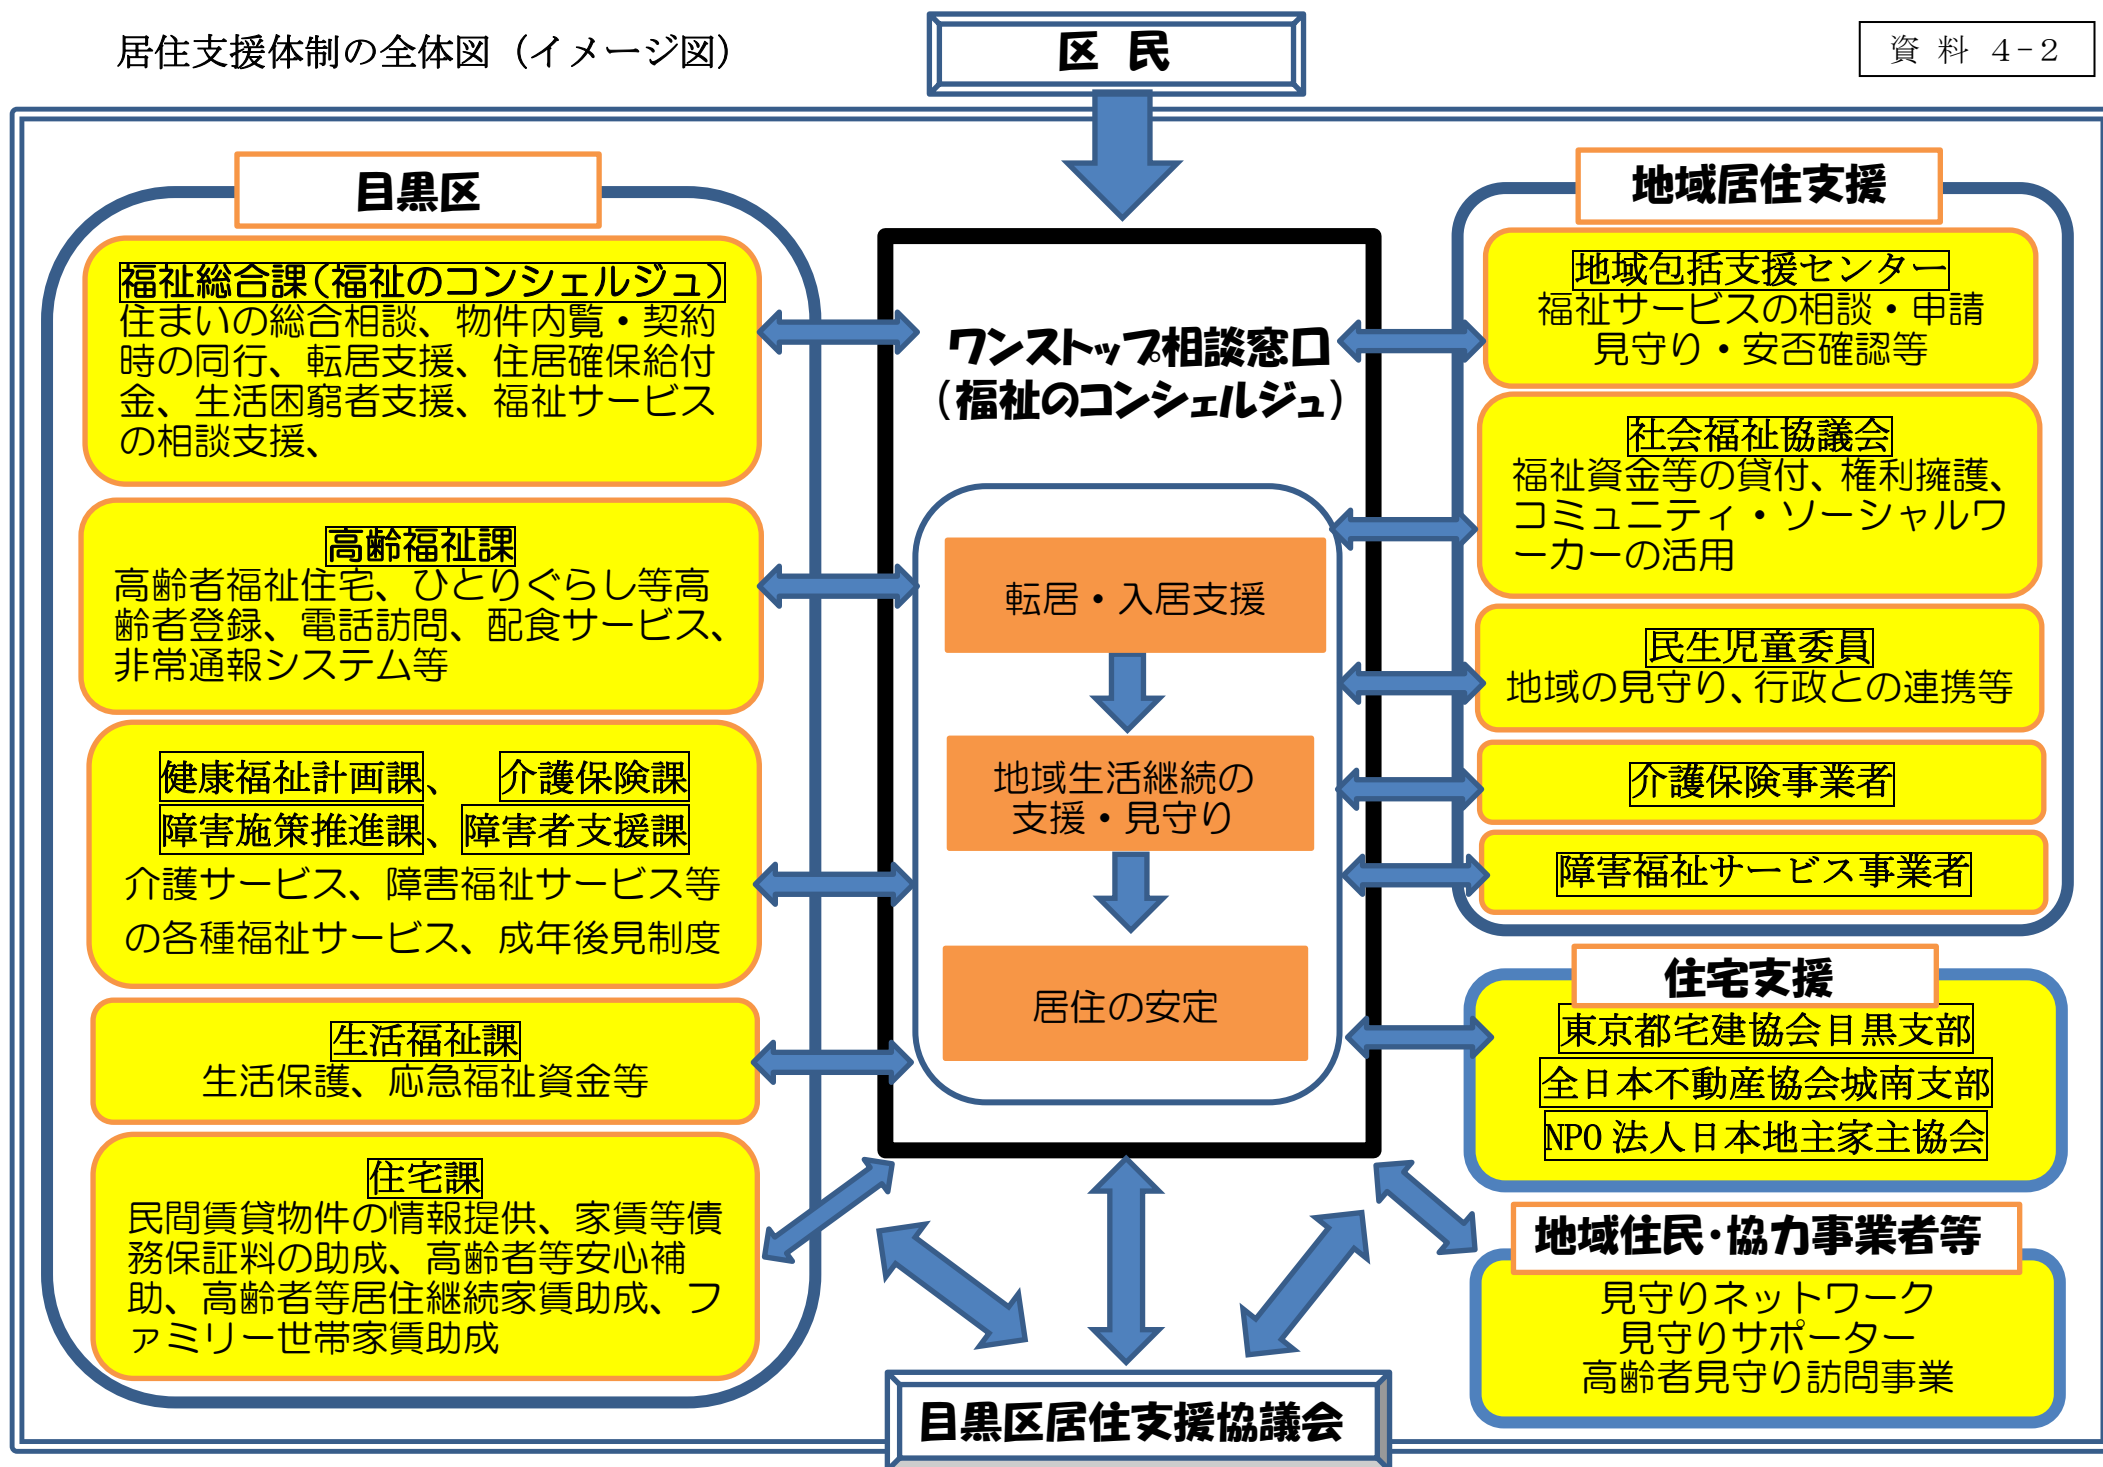 居住支援体制の全体図（イメージ図）
区 民
資 料 ４－２
目黒区
福祉総合課(福祉のコンシェルジュ)
住まいの総合相談、物件内覧・契約
時の同行、転居支援、住居確保給付
金、生活困窮者支援、福祉サービス
の相談支援、
高齢福祉課
高齢者福祉住宅、ひとりぐらし等高
齢者登録、電話訪問、配食サービス、
非常通報システム等
健康福祉計画課、 介護保険課
障害施策推進課、障害者支援課
介護サービス、障害福祉サービス等
の各種福祉サービス、成年後見制度
生活福祉課
生活保護、応急福祉資金等
住宅課
民間賃貸物件の情報提供、家賃等債
務保証料の助成、高齢者等安心補
助、高齢者等居住継続家賃助成、フ
ァミリー世帯家賃助成
ワンストップ相談窓口
（福祉のコンシェルジュ）
転居・入居支援
地域生活継続の
支援・見守り
居住の安定
地域居住支援
地域包括支援センター
福祉サービスの相談・申請
見守り・安否確認等
社会福祉協議会
福祉資金等の貸付、権利擁護、
コミュニティ・ソーシャルワ
ーカーの活用
民生児童委員
地域の見守り、行政との連携等
介護保険事業者
障害福祉サービス事業者
住宅支援
東京都宅建協会目黒支部
全日本不動産協会城南支部
NPO 法人日本地主家主協会
地域住民・協力事業者等
見守りネットワーク
見守りサポーター
高齢者見守り訪問事業
目黒区居住支援協議会